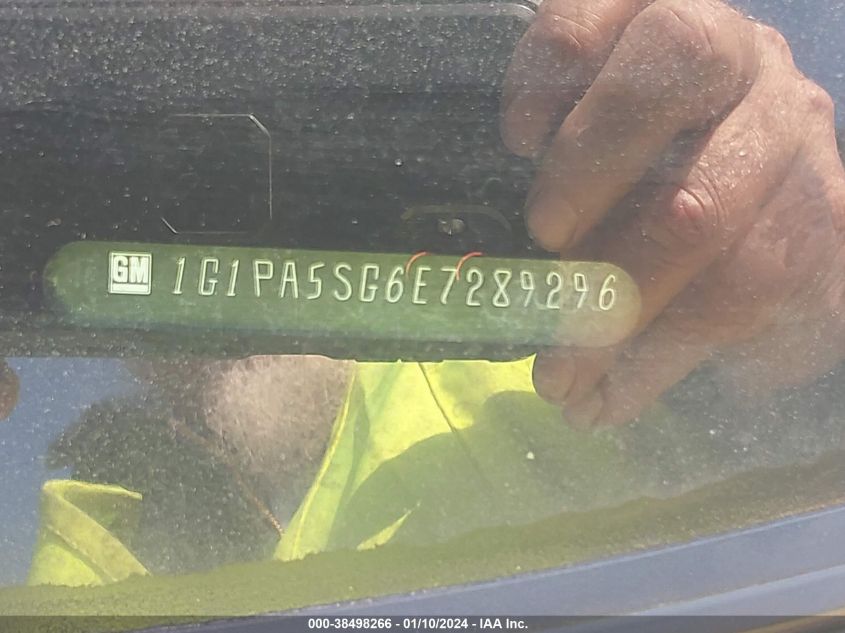 GM 1G1PA5SG6E7289296
000-38498266 - 01/10/2024 - IAA Inc.